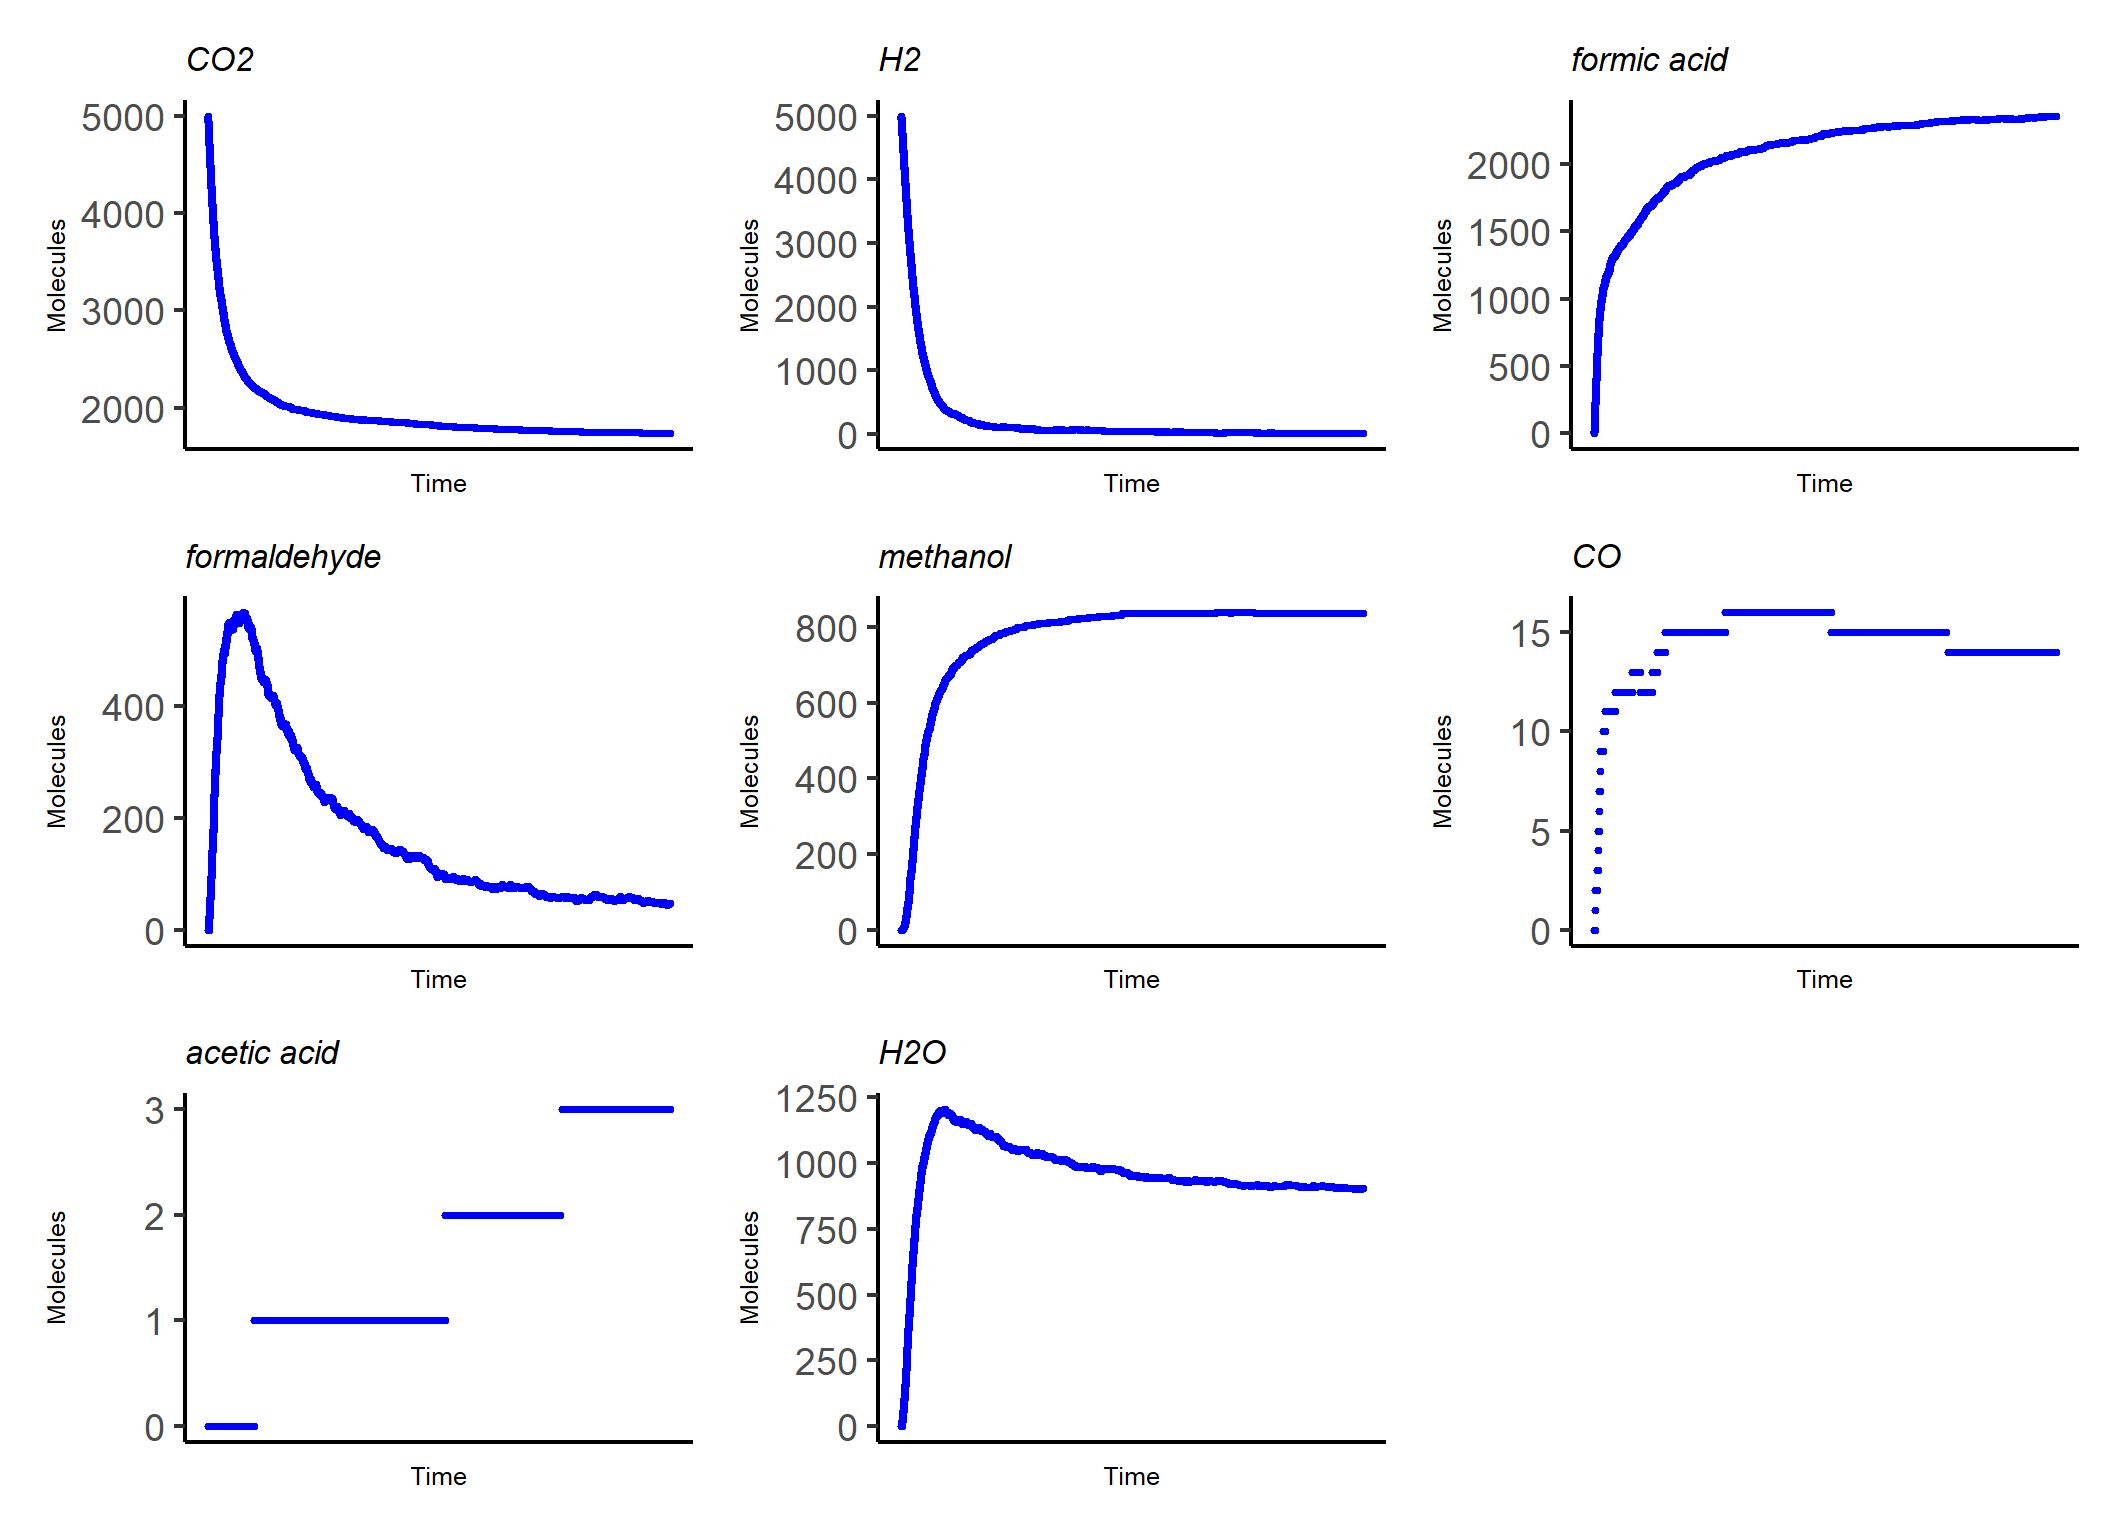 CO2
5000
4000
3000
2000
Molecules
Time
H2
5000
4000
3000
2000
1000
0
Molecules
Time
formic acid
2000
1500
1000
500
0
Molecules
Time
formaldehyde
400
200
0
Molecules
Time
methanol
800
600
400
200
0
Molecules
Time
CO
15
10
5
0
Molecules
Time
acetic acid
3
2
1
0
Molecules
Time
H2O
1250
1000
750
500
250
0
Molecules
Time